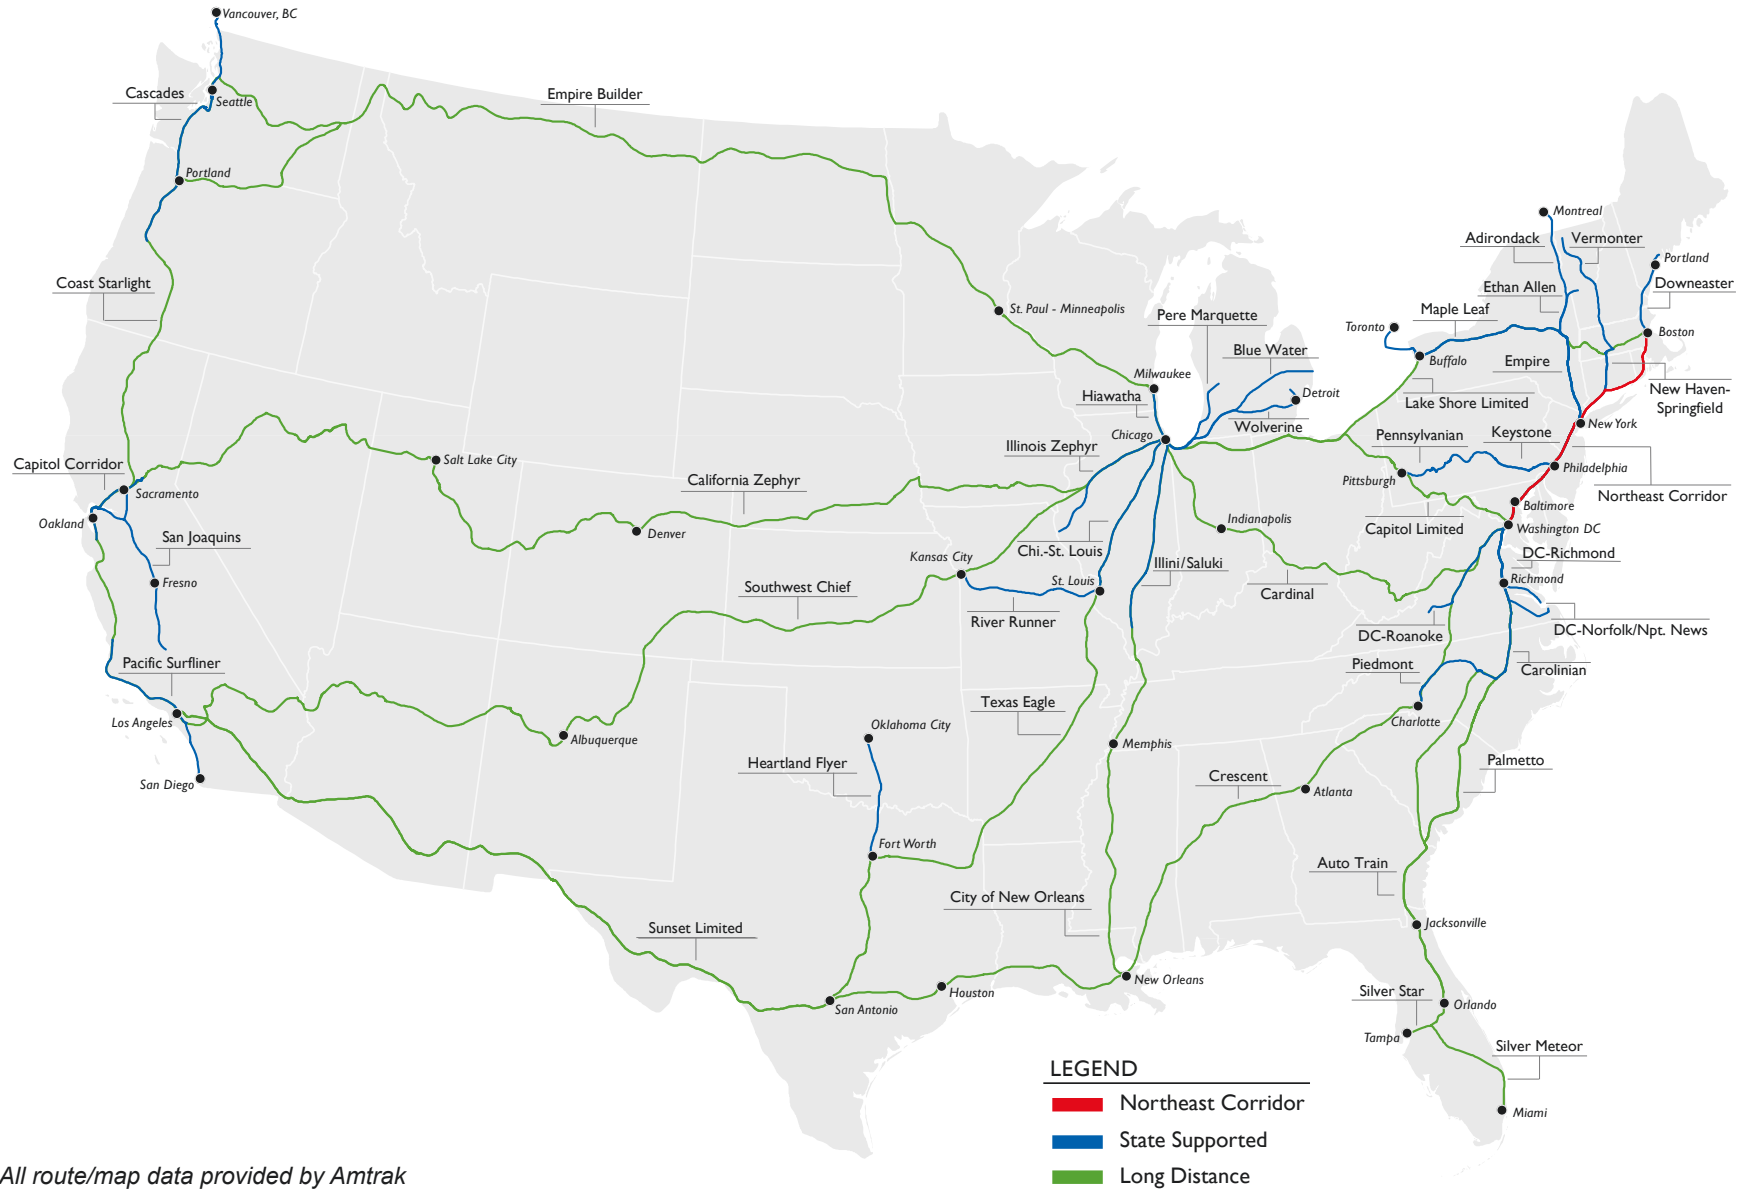 Vancouver, BC
Cascades
Seattle
Empire Builder
Portland
Coast Starlight
St. Paul - Minneapolis
Montreal
Adirondack
Vermonter
Portland
Ethan Allen
Downeaster
Maple Leaf
Toronto
Boston
Pere Marquette
Blue Water
Buffalo
Empire
Milwaukee
Hiawatha
Detroit
Lake Shore Limited
New Haven-
Springfield
Wolverine
New York
Chicago
Illinois Zephyr
Pennsylvanian
Keystone
Capitol Corridor
Salt Lake City
Philadelphia
California Zephyr
Pittsburgh
Northeast Corridor
Sacramento
Baltimore
Oakland
Indianapolis
Capitol Limited
Washington DC
Denver
San Joaquins
Chi.-St. Louis
DC-Richmond
Kansas City
Illini/Saluki
Fresno
St. Louis
Richmond
Southwest Chief
Cardinal
River Runner
DC-Roanoke
DC-Norfolk/Npt. News
Pacific Surfliner
Piedmont
Carolinian
Texas Eagle
Los Angeles
Oklahoma City
Charlotte
Albuquerque
Memphis
Heartland Flyer
Palmetto
San Diego
Crescent
Atlanta
Fort Worth
Auto Train
City of New Orleans
Sunset Limited
Jacksonville
New Orleans
Houston
Silver Star
San Antonio
Orlando
Tampa
Silver Meteor
Miami
LEGEND
Northeast Corridor
State Supported
Long Distance
All route/map data provided by Amtrak